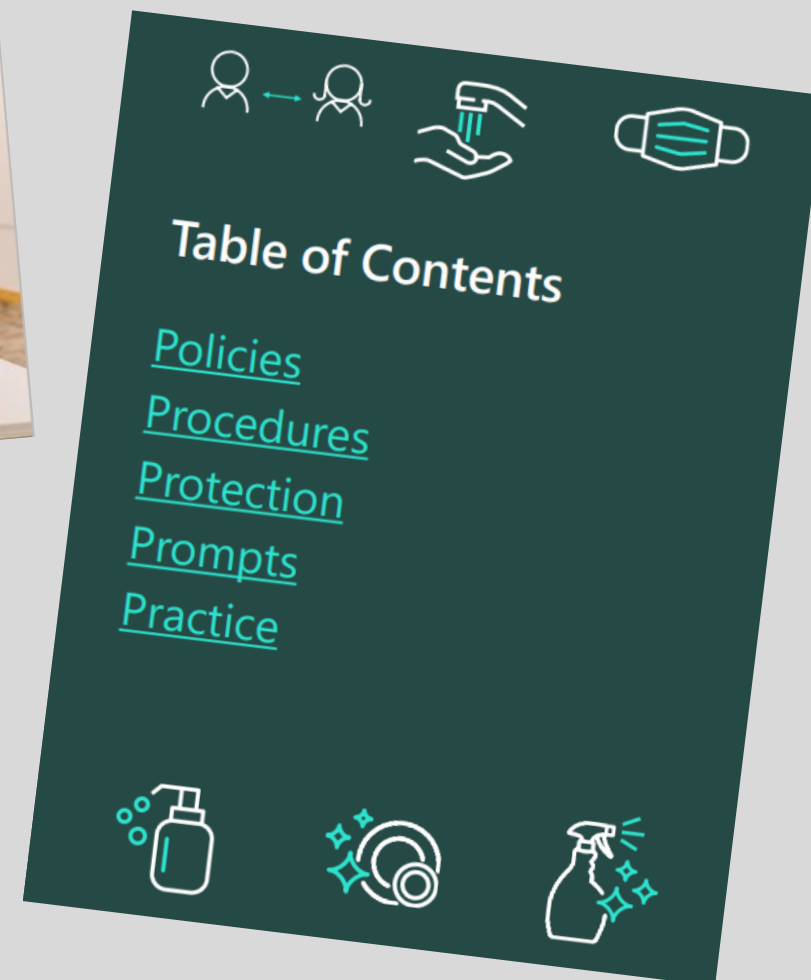 Table of Contents
Policies
Procedures
Protection
Prompts
Practice